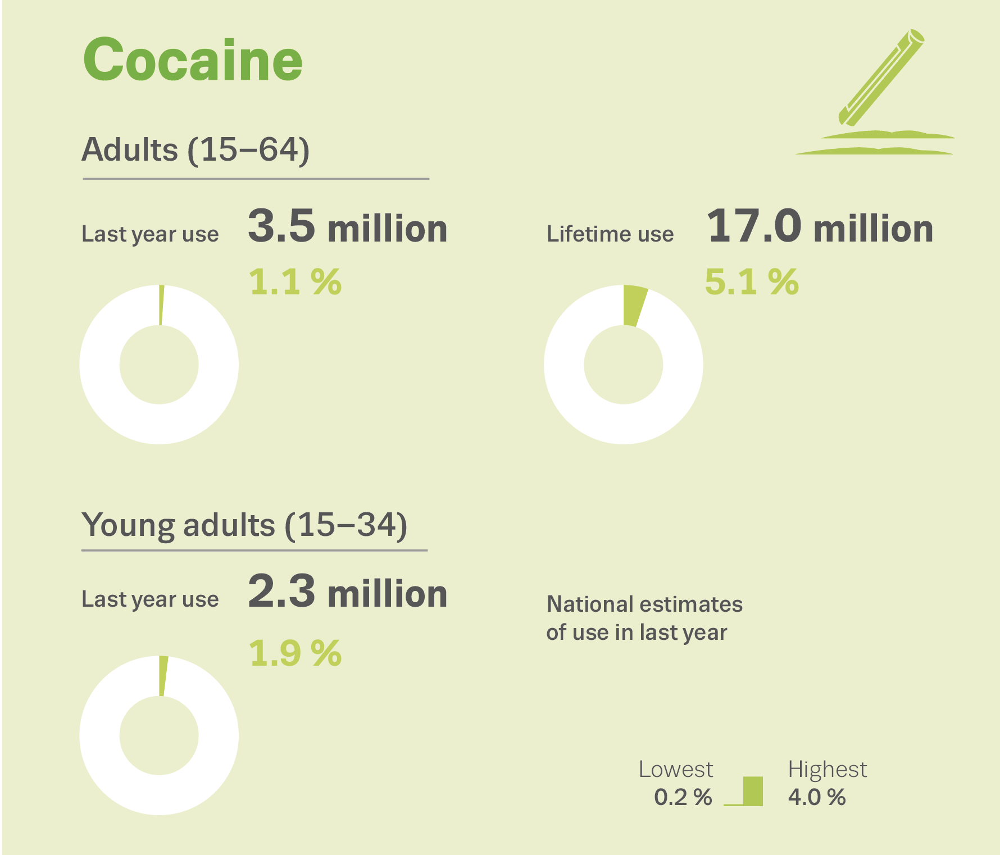 Cocaine
Adults (15–64)
Last year use 3.5 million
1.1 %
Lifetime use 17.0 million
5.1 %
Young adults (15–34)
Last year use 2.3 million
1.9 %
National estimates
of use in last year
Lowest
0.2 %
Highest
4.0 %